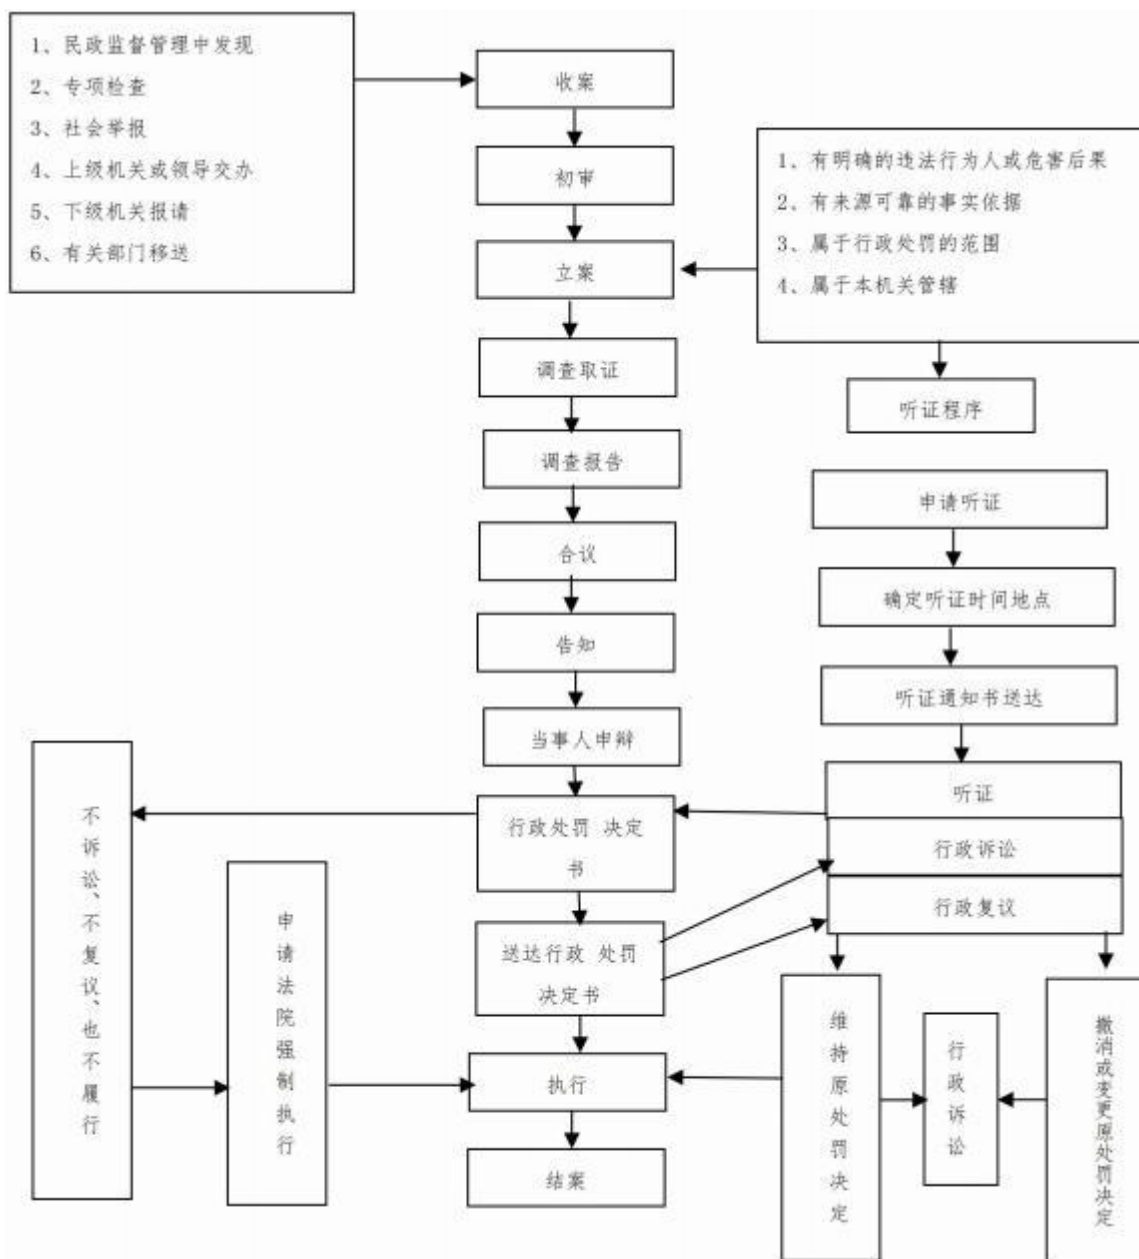 1、民政监督管理中发现
2、专项检查
3、社会举报
4、上级机关或领导交办
5、下级机关报请
6、有关部门移送
收案
初审
立案
1、有明确的违法行为人或危害后果
2、有来源可靠的事实依据
3、属于行政处罚的范围
4、属于本机关管辖
调查取证
听证程序
调查报告
申请听证
合议
确定听证时间地点
告知
听证通知书送达
当事人申辩
听证
行政处罚 决定
书
行政诉讼
行政复议
送达行政 处罚
决定书
不诉讼、不复议、也不履行
申请法院强制执行
执行
结案
维持原处罚决定
行政诉讼
撤消或变更原处罚决定